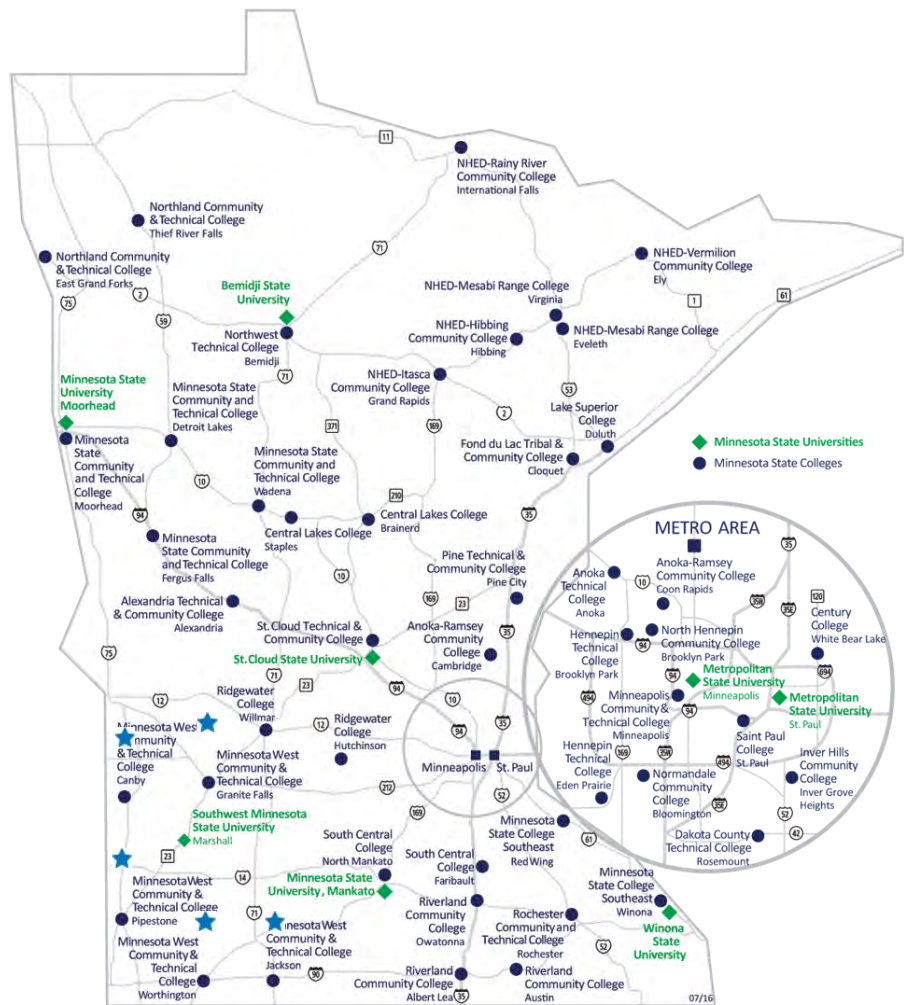 11
NHED-Rainy River
Community College
International Falls
Northland Community
& Technical College
Thief River Falls
71
Northland Community
& Technical College
East Grand Forks
NHED-Vermilion
Community College
Ely
75
2
59
Bemidji State
University
NHED-Mesabi Range College
Virginia
1
61
Northwest
Technical College
Bemidji
NHED-Hibbing
Community College
Hibbing
NHED-Mesabi Range College
Eveleth
71
NHED-Itasca
Community College
Grand Rapids
53
Minnesota State
University
Moorhead
Minnesota State
Community and
Technical College
Detroit Lakes
371
169
2
Lake Superior
College
Duluth
Minnesota
State
Community
and Technical
College
Moorhead
Fond du Lac Tribal &
Community College
Cloquet
Minnesota State Universities
Minnesota State Colleges
Minnesota State
Community and
Technical College
Wadena
10
210
94
35
Central Lakes College
Staples
Central Lakes College
Brainerd
Minnesota
State Community
and Technical College
Fergus Falls
Pine Technical &
Community College
Pine City
10
169
23
Alexandria Technical
& Community College
Alexandria
St. Cloud Technical &
Community College
St. Cloud State University
Anoka-Ramsey
Community
College
Cambridge
35
75
71
23
94
10
12
Ridgewater
College
Willmar
12
Ridgewater
College
Hutchinson
94
35
Minneapolis
St. Paul
innesota West
mmunity
& Technical
College
Canby
Minnesota West
Community &
Technical College
Granite Falls
212
52
169
61
Southwest Minnesota
State University
Marshall
23
South Central
College
North Mankato
Minnesota
State College
Southeast
Red Wing
14
Minnesota State
University, Mankato
South Central
College
Faribault
Minnesota
State College
Southeast
Winona
Minnesota West
Community &
Technical College
Pipestone
71
nnesota West
Community
& Technical College
Jackson
Riverland
Community
College
Owatonna
Rochester
Community and
Technical College
Rochester
Winona
State
University
52
Minnesota West
Community &
Technical
College
Worthington
90
Riverland
Community College
Albert Lea
35
Riverland
Community College
Austin
07/16
METRO AREA
35
Anoka
Technical
College
Anoka
10
Anoka-Ramsey
Community College
Coon Rapids
35W
35E
120
Century
College
White Bear Lake
Hennepin
Technical
College
Brooklyn Park
94
North Hennepin
Community College
Brooklyn Park
694
94
Metropolitan
State University
Minneapolis
494
Minneapolis
Community &
Technical College
Minneapolis
94
Metropolitan
State University
St. Paul
Saint Paul
College
St. Paul
Hennepin
Technical
College
Eden Prairie
169
35W
494
Inver Hills
Community
College
Inver Grove
Heights
Normandale
Community
College
Bloomington
35E
52
42
Dakota County
Technical College
Rosemount